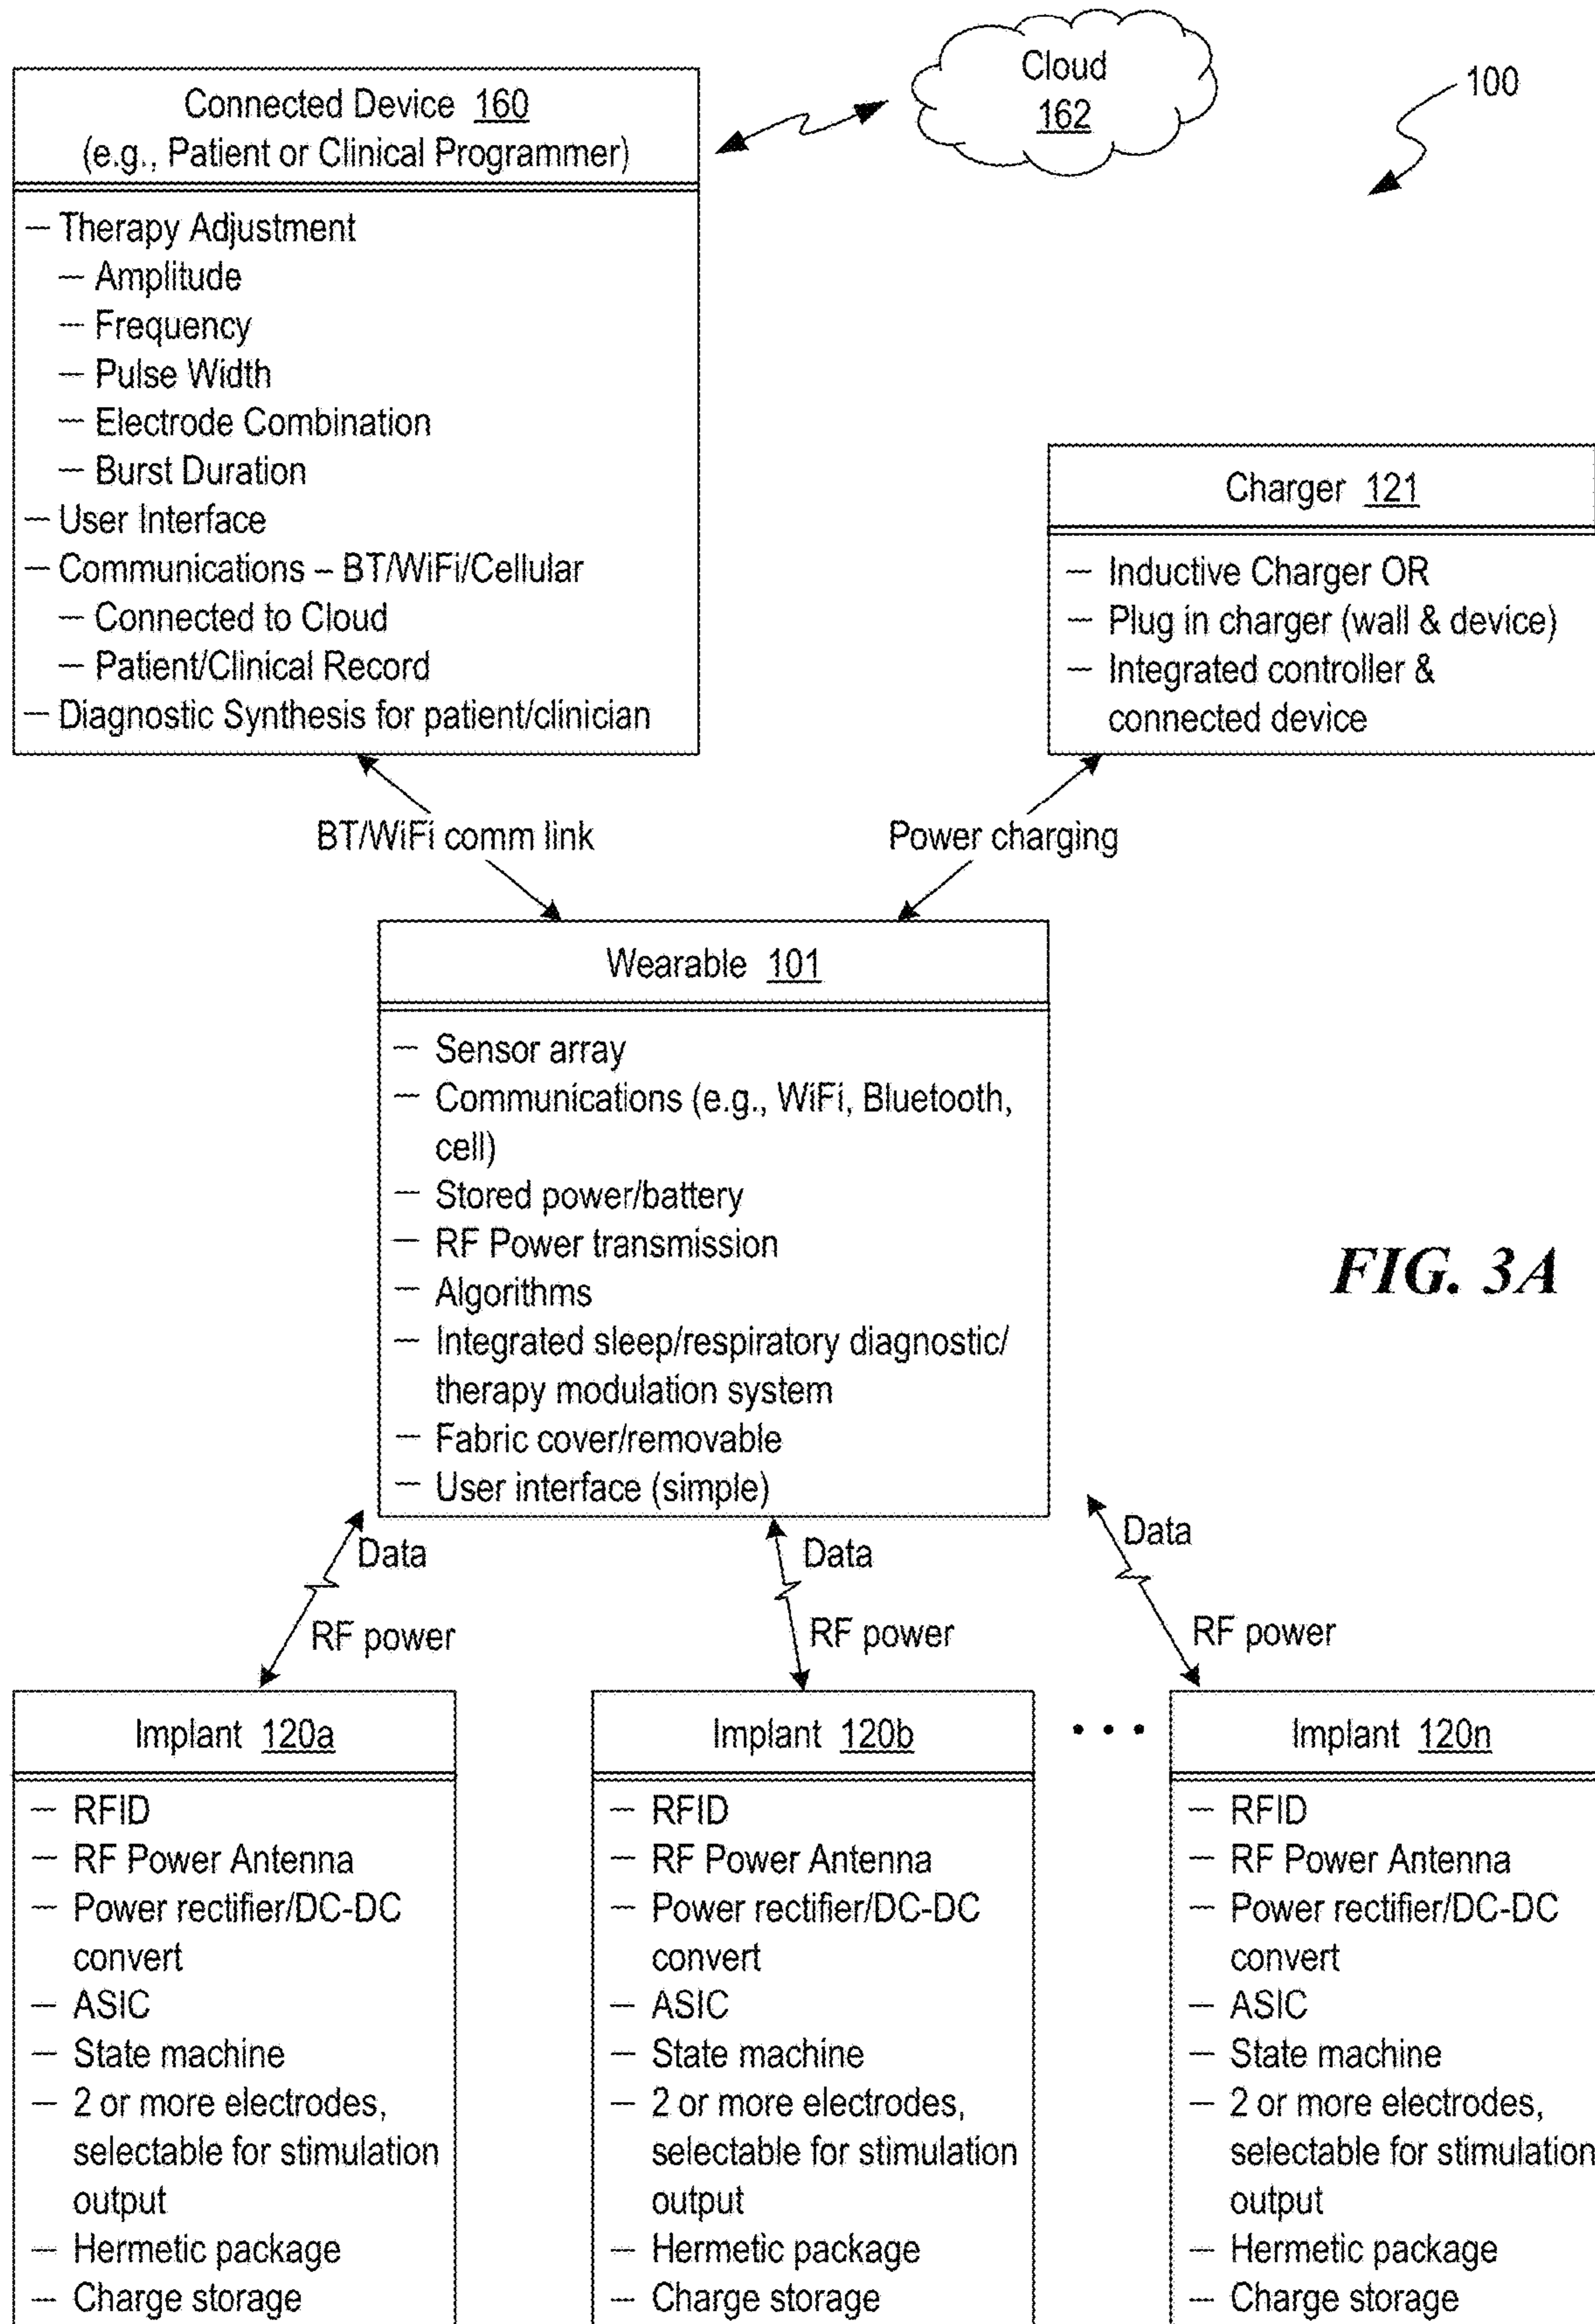 Cloud
162
100
Connected Device 160
(e.g., Patient or Clinical Programmer)
— Therapy Adjustment
— Amplitude
— Frequency
— Pulse Width
— Electrode Combination
— Burst Duration
— User Interface
— Communications – BT/WiFi/Cellular
— Connected to Cloud
— Patient/Clinical Record
— Diagnostic Synthesis for patient/clinician
Charger 121
— Inductive Charger OR
— Plug in charger (wall & device)
— Integrated controller &
connected device
BT/WiFi comm link
Power charging
Wearable 101
— Sensor array
— Communications (e.g., WiFi, Bluetooth,
cell)
— Stored power/battery
— RF Power transmission
— Algorithms
— Integrated sleep/respiratory diagnostic/
therapy modulation system
— Fabric cover/removable
— User interface (simple)
FIG. 3A
Data
RF power
Data
RF power
Data
RF power
Implant 120a
— RFID
— RF Power Antenna
— Power rectifier/DC-DC
convert
— ASIC
— State machine
— 2 or more electrodes,
selectable for stimulation
output
— Hermetic package
— Charge storage
Implant 120b
— RFID
— RF Power Antenna
— Power rectifier/DC-DC
convert
— ASIC
— State machine
— 2 or more electrodes,
selectable for stimulation
output
— Hermetic package
— Charge storage
• • •
Implant 120n
— RFID
— RF Power Antenna
— Power rectifier/DC-DC
convert
— ASIC
— State machine
— 2 or more electrodes,
selectable for stimulation
output
— Hermetic package
— Charge storage